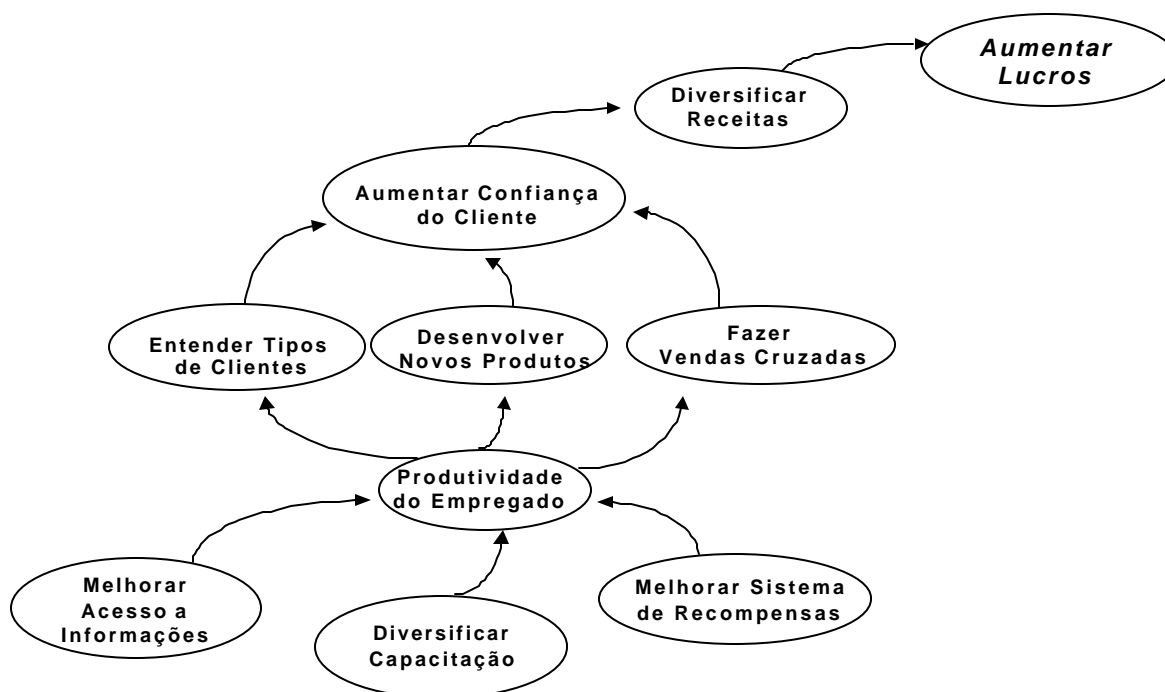 Aumentar
Lucros
Diversificar
Receitas
Aumentar Confiança
do Cliente
Entender Tipos
de Clientes
Desenvolver
Novos Produtos
Fazer
Vendas Cruzadas
Produtividade
do Empregado
Melhorar
Acesso a
Informações
Diversificar
Capacitação
Melhorar Sistema
de Recompensas